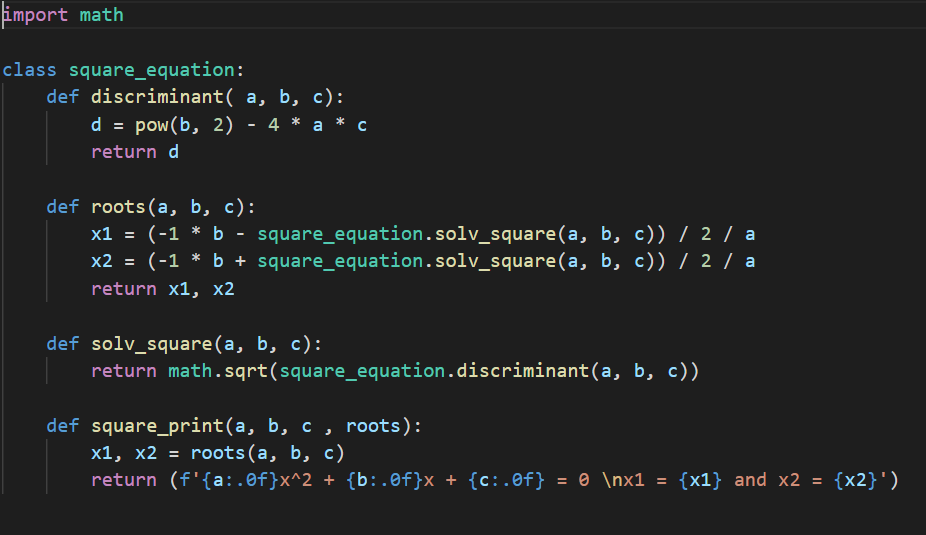 import math
class square_equation:
    def discriminant( a, b, c):
        d = pow(b, 2) - 4 * a * c
        return d
    def roots(a, b, c):
        x1 = (-1 * b - square_equation.solv_square(a, b, c)) / 2 / a
        x2 = (-1 * b + square_equation.solv_square(a, b, c)) / 2 / a
        return x1, x2
    def solv_square(a, b, c):
        return math.sqrt(square_equation.discriminant(a, b, c))
    def square_print(a, b, c , roots):
        x1, x2 = roots(a, b, c)
        return (f'{a:.0f}x^2 + {b:.0f}x + {c:.0f} = 0 \nx1 = {x1} and x2 = {x2}')